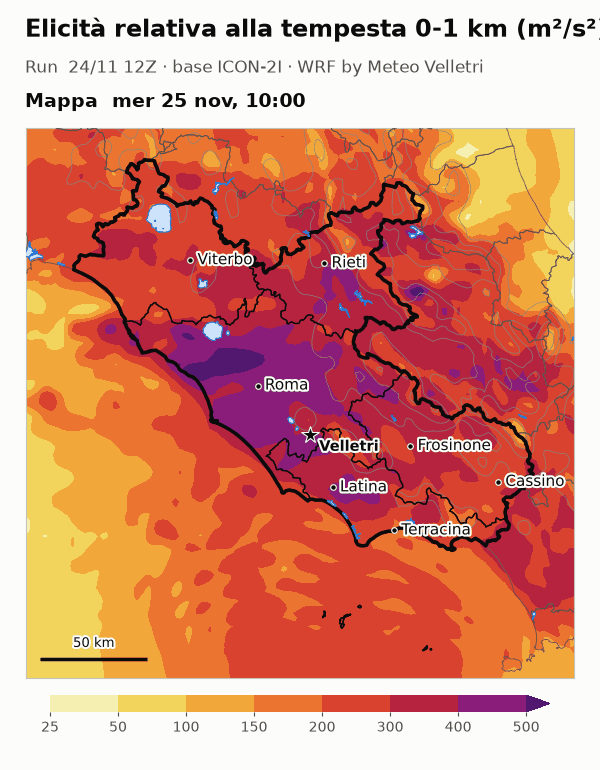 Elicità relativa alla tempesta 0-1 km (m²/s²)
Run 24/11 12Z · base ICON-2I · WRF by Meteo Velletri
Mappa mer 25 nov, 10:00
Viterbo
Rieti
Roma
Velletri
Frosinone
Latina
Cassino
Terracina
50 km
25 50 100 150 200 300 400 500